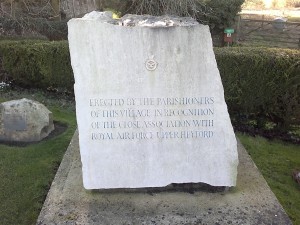 ERECTED BY THE PARISHIONERS
OF THIS VILLAGE IN RECOGNITION
OF THE CLOSE ASSOCIATION WITH
ROYAL AIR FORCE UPPER HEYFORD